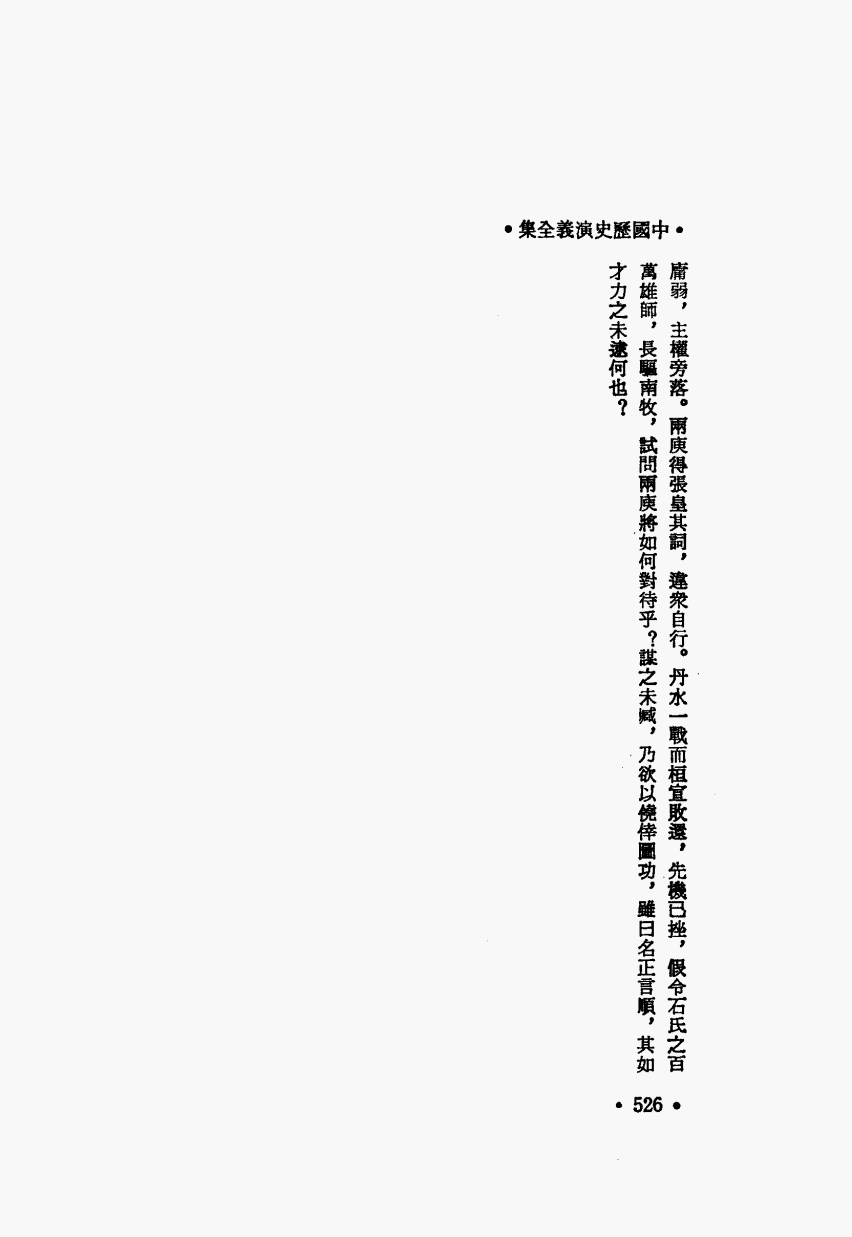 •中國歷史演義全集•
庸弱，主權旁落。兩庾得張皇其詞，違衆自行。丹水一戰而桓宣敗還，先機已挫，假令石氏之百
萬雄師，長驅南牧，試問兩庾將如何對待乎？謀之未臧，乃欲以僥倖圖功，雖曰名正言順，其如
才力之未逮何也？
•526•